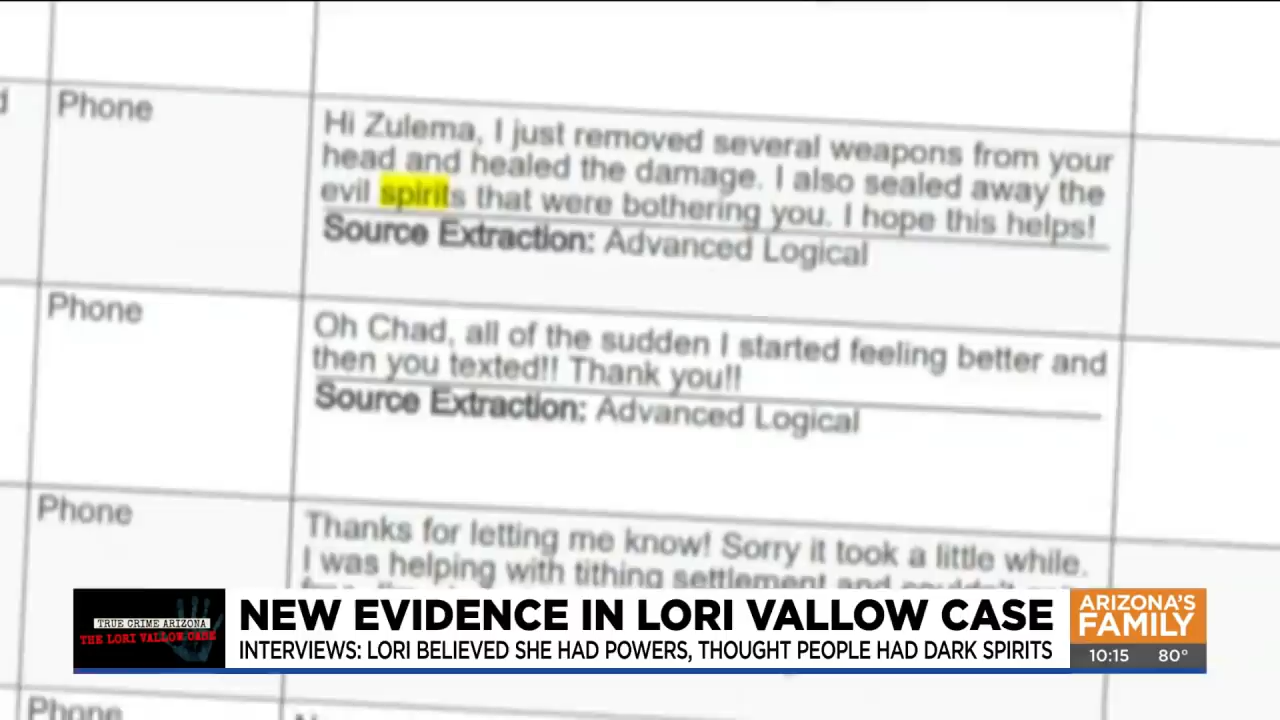 Phone
Hi Zulema, I just removed several weapons from your
head and healed the damage. I also sealed away the
evil spirits that were bothering you. I hope this helps!
Source Extraction: Advanced Logical
Phone
Oh Chad, all of the sudden I started feeling better and
then you texted!! Thank you!!
Source Extraction: Advanced Logical
Phone
Thanks for letting me know! Sorry it took a little while.
I was helping with tithing settlement and couldn't
Phone
TRUE CRIME ARIZONA
THE LORI VALLOW CASE
NEW EVIDENCE IN LORI VALLOW CASE
INTERVIEWS: LORI BELIEVED SHE HAD POWERS, THOUGHT PEOPLE HAD DARK SPIRITS
ARIZONA'S
FAMILY
10:15 80°